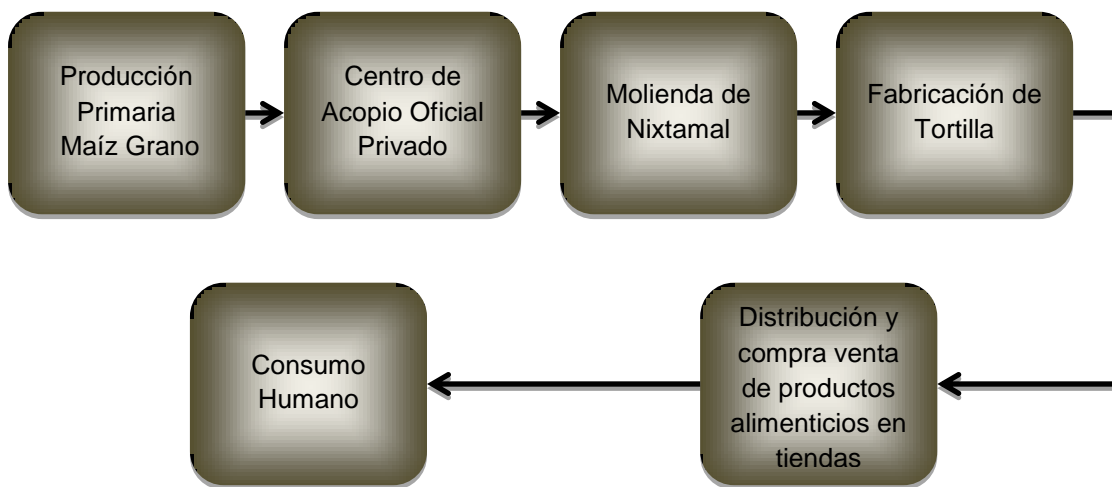 Producción
Primaria
Maíz Grano
Centro de
Acopio Oficial
Privado
Molienda de
Nixtamal
Fabricación de
Tortilla
Distribución y
compra venta
de productos
alimenticios en
tiendas
Consumo
Humano